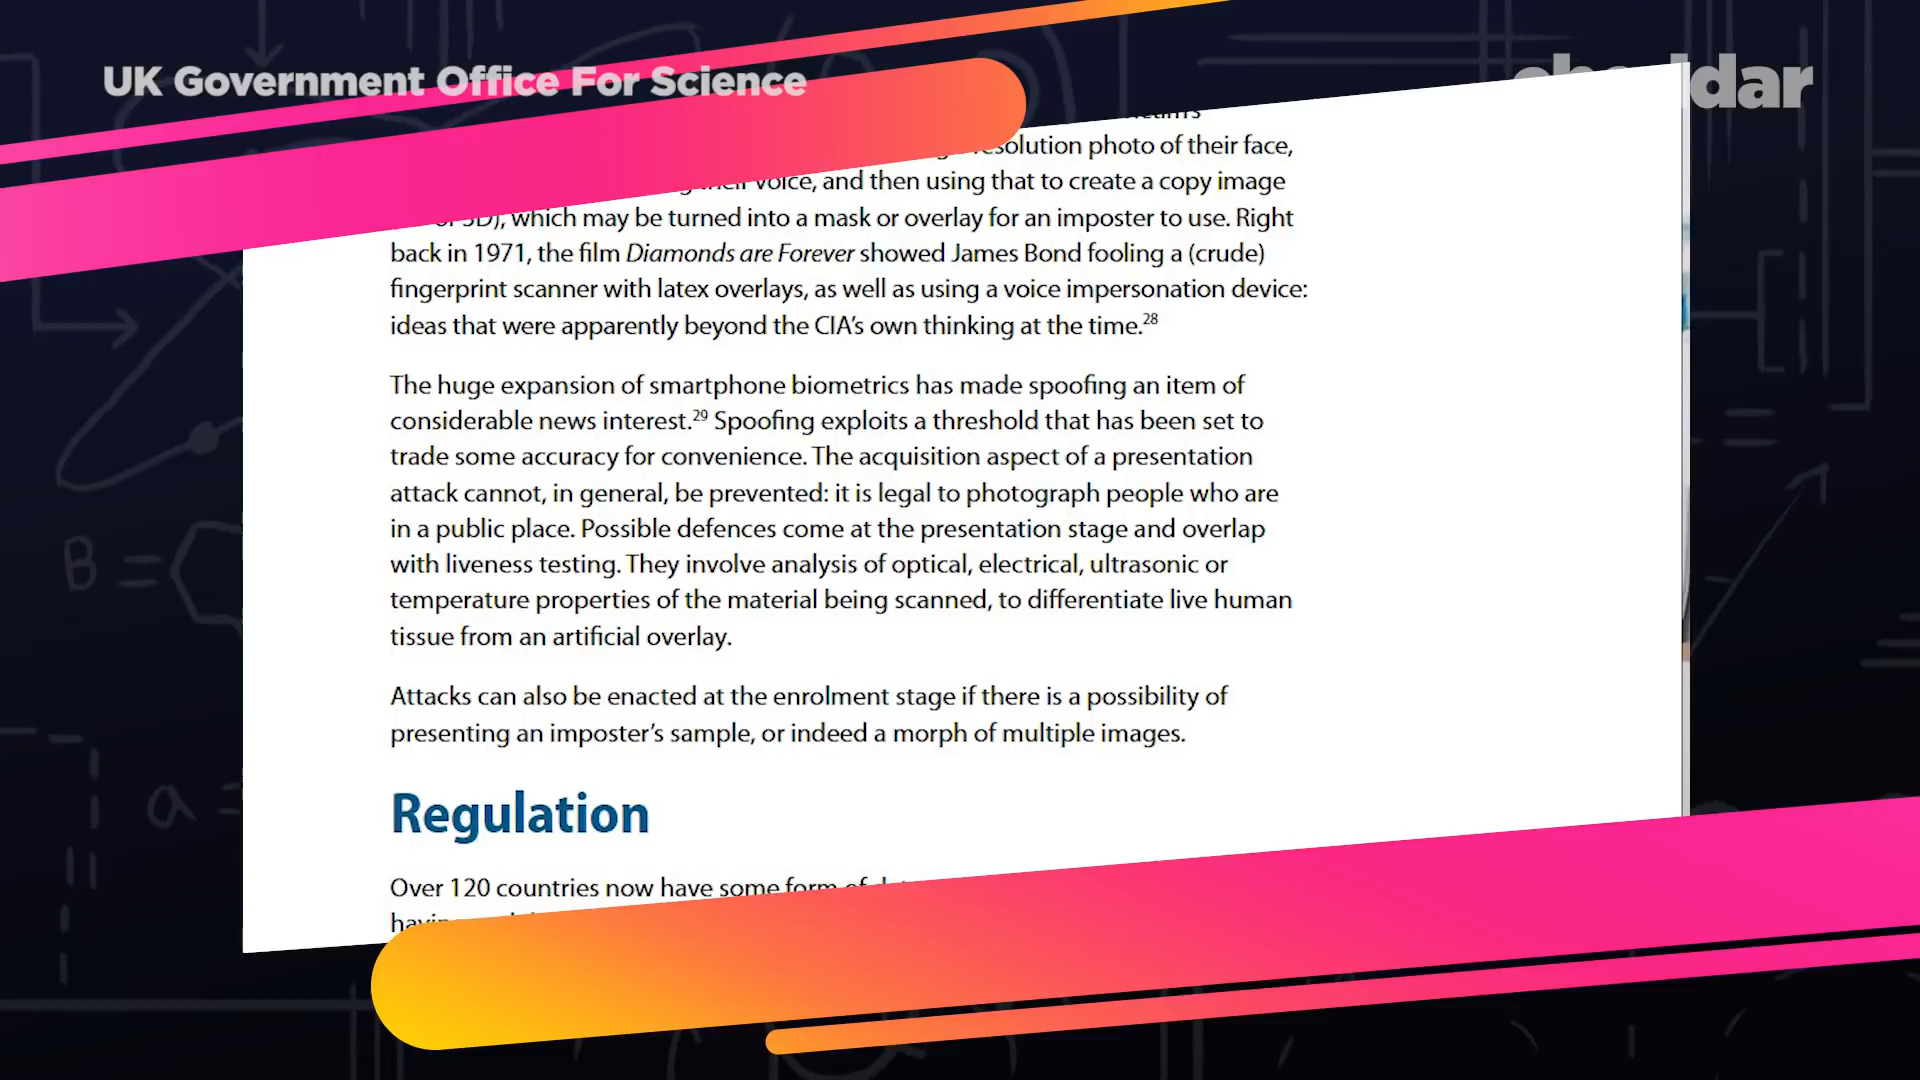 UK Government Office For Science
cheddar
resolution photo of their face,
voice, and then using that to create a copy image
or 3D), which may be turned into a mask or overlay for an imposter to use. Right
back in 1971, the film Diamonds are Forever showed James Bond fooling a (crude)
fingerprint scanner with latex overlays, as well as using a voice impersonation device:
ideas that were apparently beyond the CIA’s own thinking at the time.28
The huge expansion of smartphone biometrics has made spoofing an item of
considerable news interest.29 Spoofing exploits a threshold that has been set to
trade some accuracy for convenience. The acquisition aspect of a presentation
attack cannot, in general, be prevented: it is legal to photograph people who are
in a public place. Possible defences come at the presentation stage and overlap
with liveness testing. They involve analysis of optical, electrical, ultrasonic or
temperature properties of the material being scanned, to differentiate live human
tissue from an artificial overlay.
Attacks can also be enacted at the enrolment stage if there is a possibility of
presenting an imposter’s sample, or indeed a morph of multiple images.
Regulation
Over 120 countries now have some form of
B =
a =